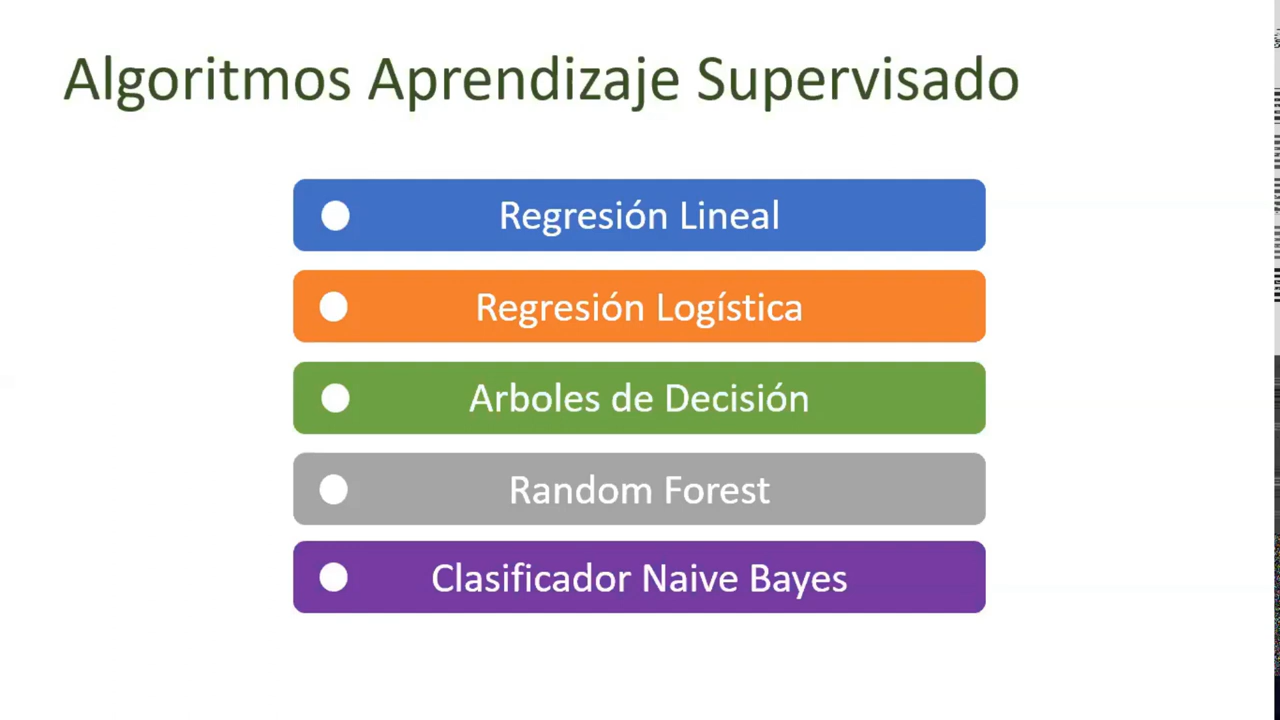 Algoritmos Aprendizaje Supervisado
Regresión Lineal
Regresión Logística
Arboles de Decisión
Random Forest
Clasificador Naive Bayes